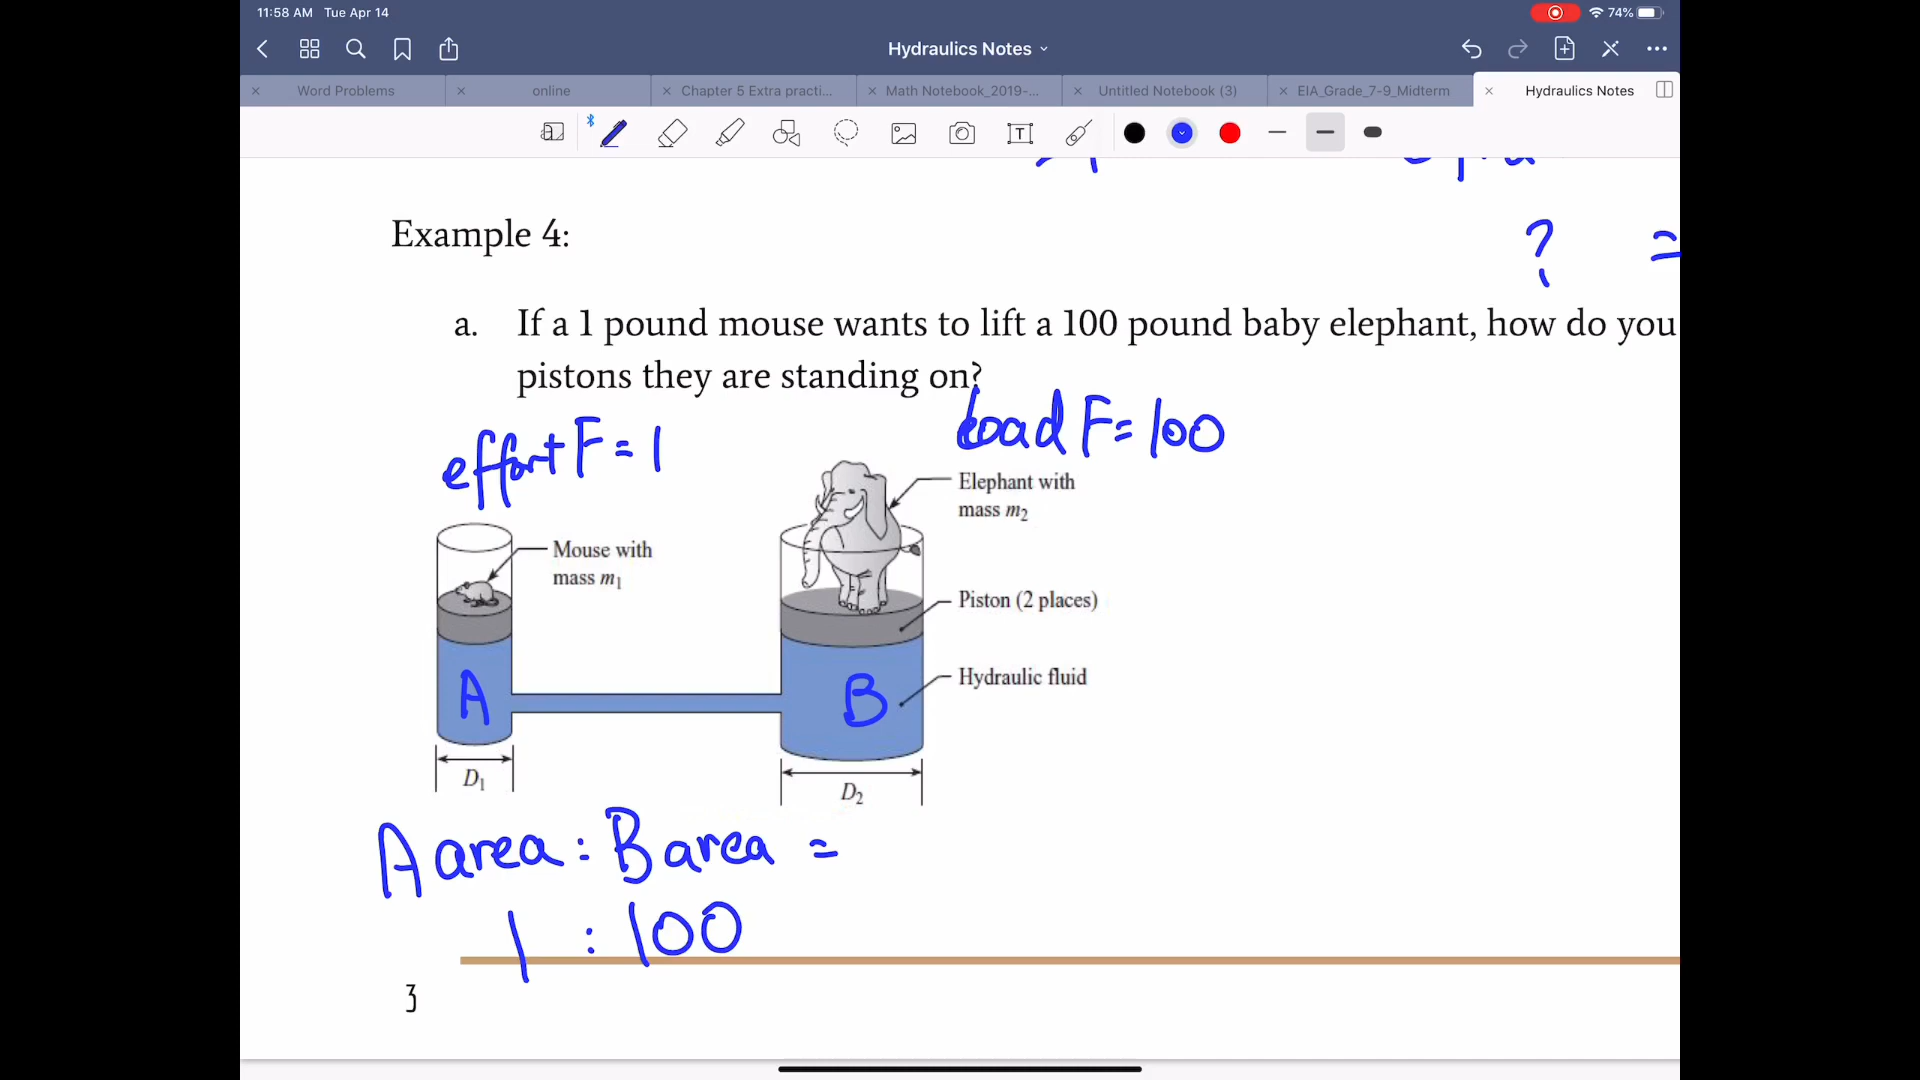 11:58 AM Tue Apr 14
74%
Hydraulics Notes
Word Problems
online
Chapter 5 Extra practi...
Math Notebook_2019-...
Untitled Notebook (3)
EIA_Grade_7-9_Midterm
Hydraulics Notes
Example 4:
? =
a. If a 1 pound mouse wants to lift a 100 pound baby elephant, how do you
pistons they are standing on?
effort F = 1
load F = 100
Elephant with
mass m2
Mouse with
mass m1
Piston (2 places)
Hydraulic fluid
A
B
D1
D2
A area : B area =
1 : 100
3